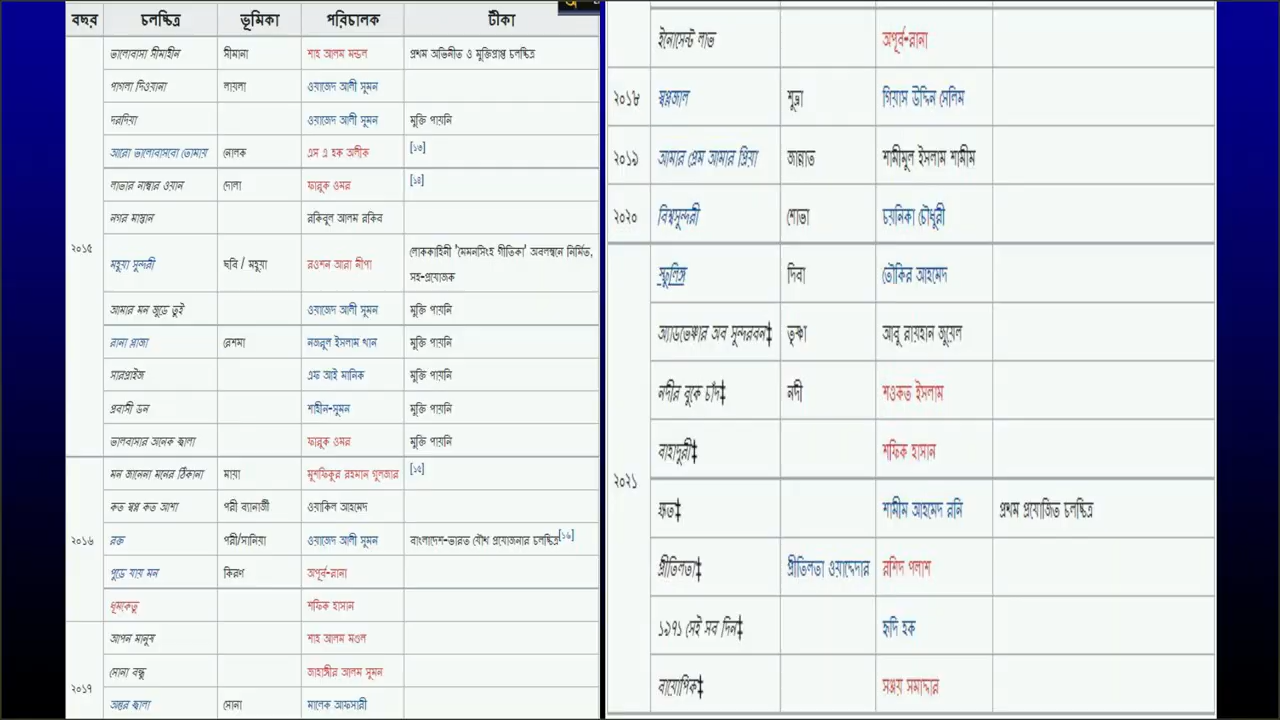 বছর চলচ্চিত্র ভূমিকা পরিচালক টীকা
২০১৫
ভালোবাসা সীমাহীন সীমানা শাহ আলম মন্ডল প্রথম অভিনীত ও মুক্তিপ্রাপ্ত চলচ্চিত্র
পাগলা দিওয়ানা লায়লা ওয়াজেদ আলী সুমন
দরদিয়া ওয়াজেদ আলী সুমন মুক্তি পায়নি
আরো ভালোবাসবো তোমায় নোলক এস এ হক অলীক [১৩]
লাভার নাম্বার ওয়ান দোলা ফারুক ওমর [১৪]
নগর মাস্তান রকিবুল আলম রকিব
মহুয়া সুন্দরী ছবি / মহুয়া রওশন আরা নীপা লোককাহিনী 'মৈমনসিংহ গীতিকা' অবলম্বনে নির্মিত,
সহ-প্রযোজক
আমার মন জুড়ে তুই ওয়াজেদ আলী সুমন মুক্তি পায়নি
রানা প্লাজা রেশমা নজরুল ইসলাম খান মুক্তি পায়নি
সারপ্রাইজ এফ আই মানিক মুক্তি পায়নি
প্রবাসী ডন শাহীন-সুমন মুক্তি পায়নি
ভালবাসার অনেক জ্বালা ফারুক ওমর মুক্তি পায়নি
২০১৬
মন জানেনা মনের ঠিকানা মায়া মুশফিকুর রহমান গুলজার [১৫]
কত স্বপ্ন কত আশা পরী ব্যানার্জী ওয়াকিল আহমেদ
রক্ত পরী/সানিয়া ওয়াজেদ আলী সুমন বাংলাদেশ-ভারত যৌথ প্রযোজনার চলচ্চিত্র[১৬]
পুড়ে যায় মন কিরণ অপূর্ব-রানা
ধূমকেতু শফিক হাসান
২০১৭
আপন মানুষ শাহ আলম মণ্ডল
সোনা বন্ধু জাহাঙ্গীর আলম সুমন
অন্তর জ্বালা সোনা মালেক আফসারী
ইনোসেন্ট লাভ অপূর্ব-রানা
২০১৮ স্বপ্নজাল শুভ্রা গিয়াস উদ্দিন সেলিম
২০১৯ আমার প্রেম আমার প্রিয়া জান্নাত শামীমুল ইসলাম শামীম
২০২০ বিশ্বসুন্দরী শোভা চয়নিকা চৌধুরী
২০২১
স্ফুলিঙ্গ দিবা তৌকির আহমেদ
অ্যাডভেঞ্চার অব সুন্দরবন‡ তৃষ্ণা আবু রায়হান জুয়েল
নদীর বুকে চাঁদ‡ নদী শওকত ইসলাম
বাহাদুরী‡ শফিক হাসান
ক্ষত‡ শামীম আহমেদ রনি প্রথম প্রযোজিত চলচ্চিত্র
প্রীতিলতা‡ প্রীতিলতা ওয়াদ্দেদার রশিদ পলাশ
১৯৭১ সেই সব দিন‡ হৃদি হক
বায়োপিক‡ সঞ্জয় সমাদ্দার